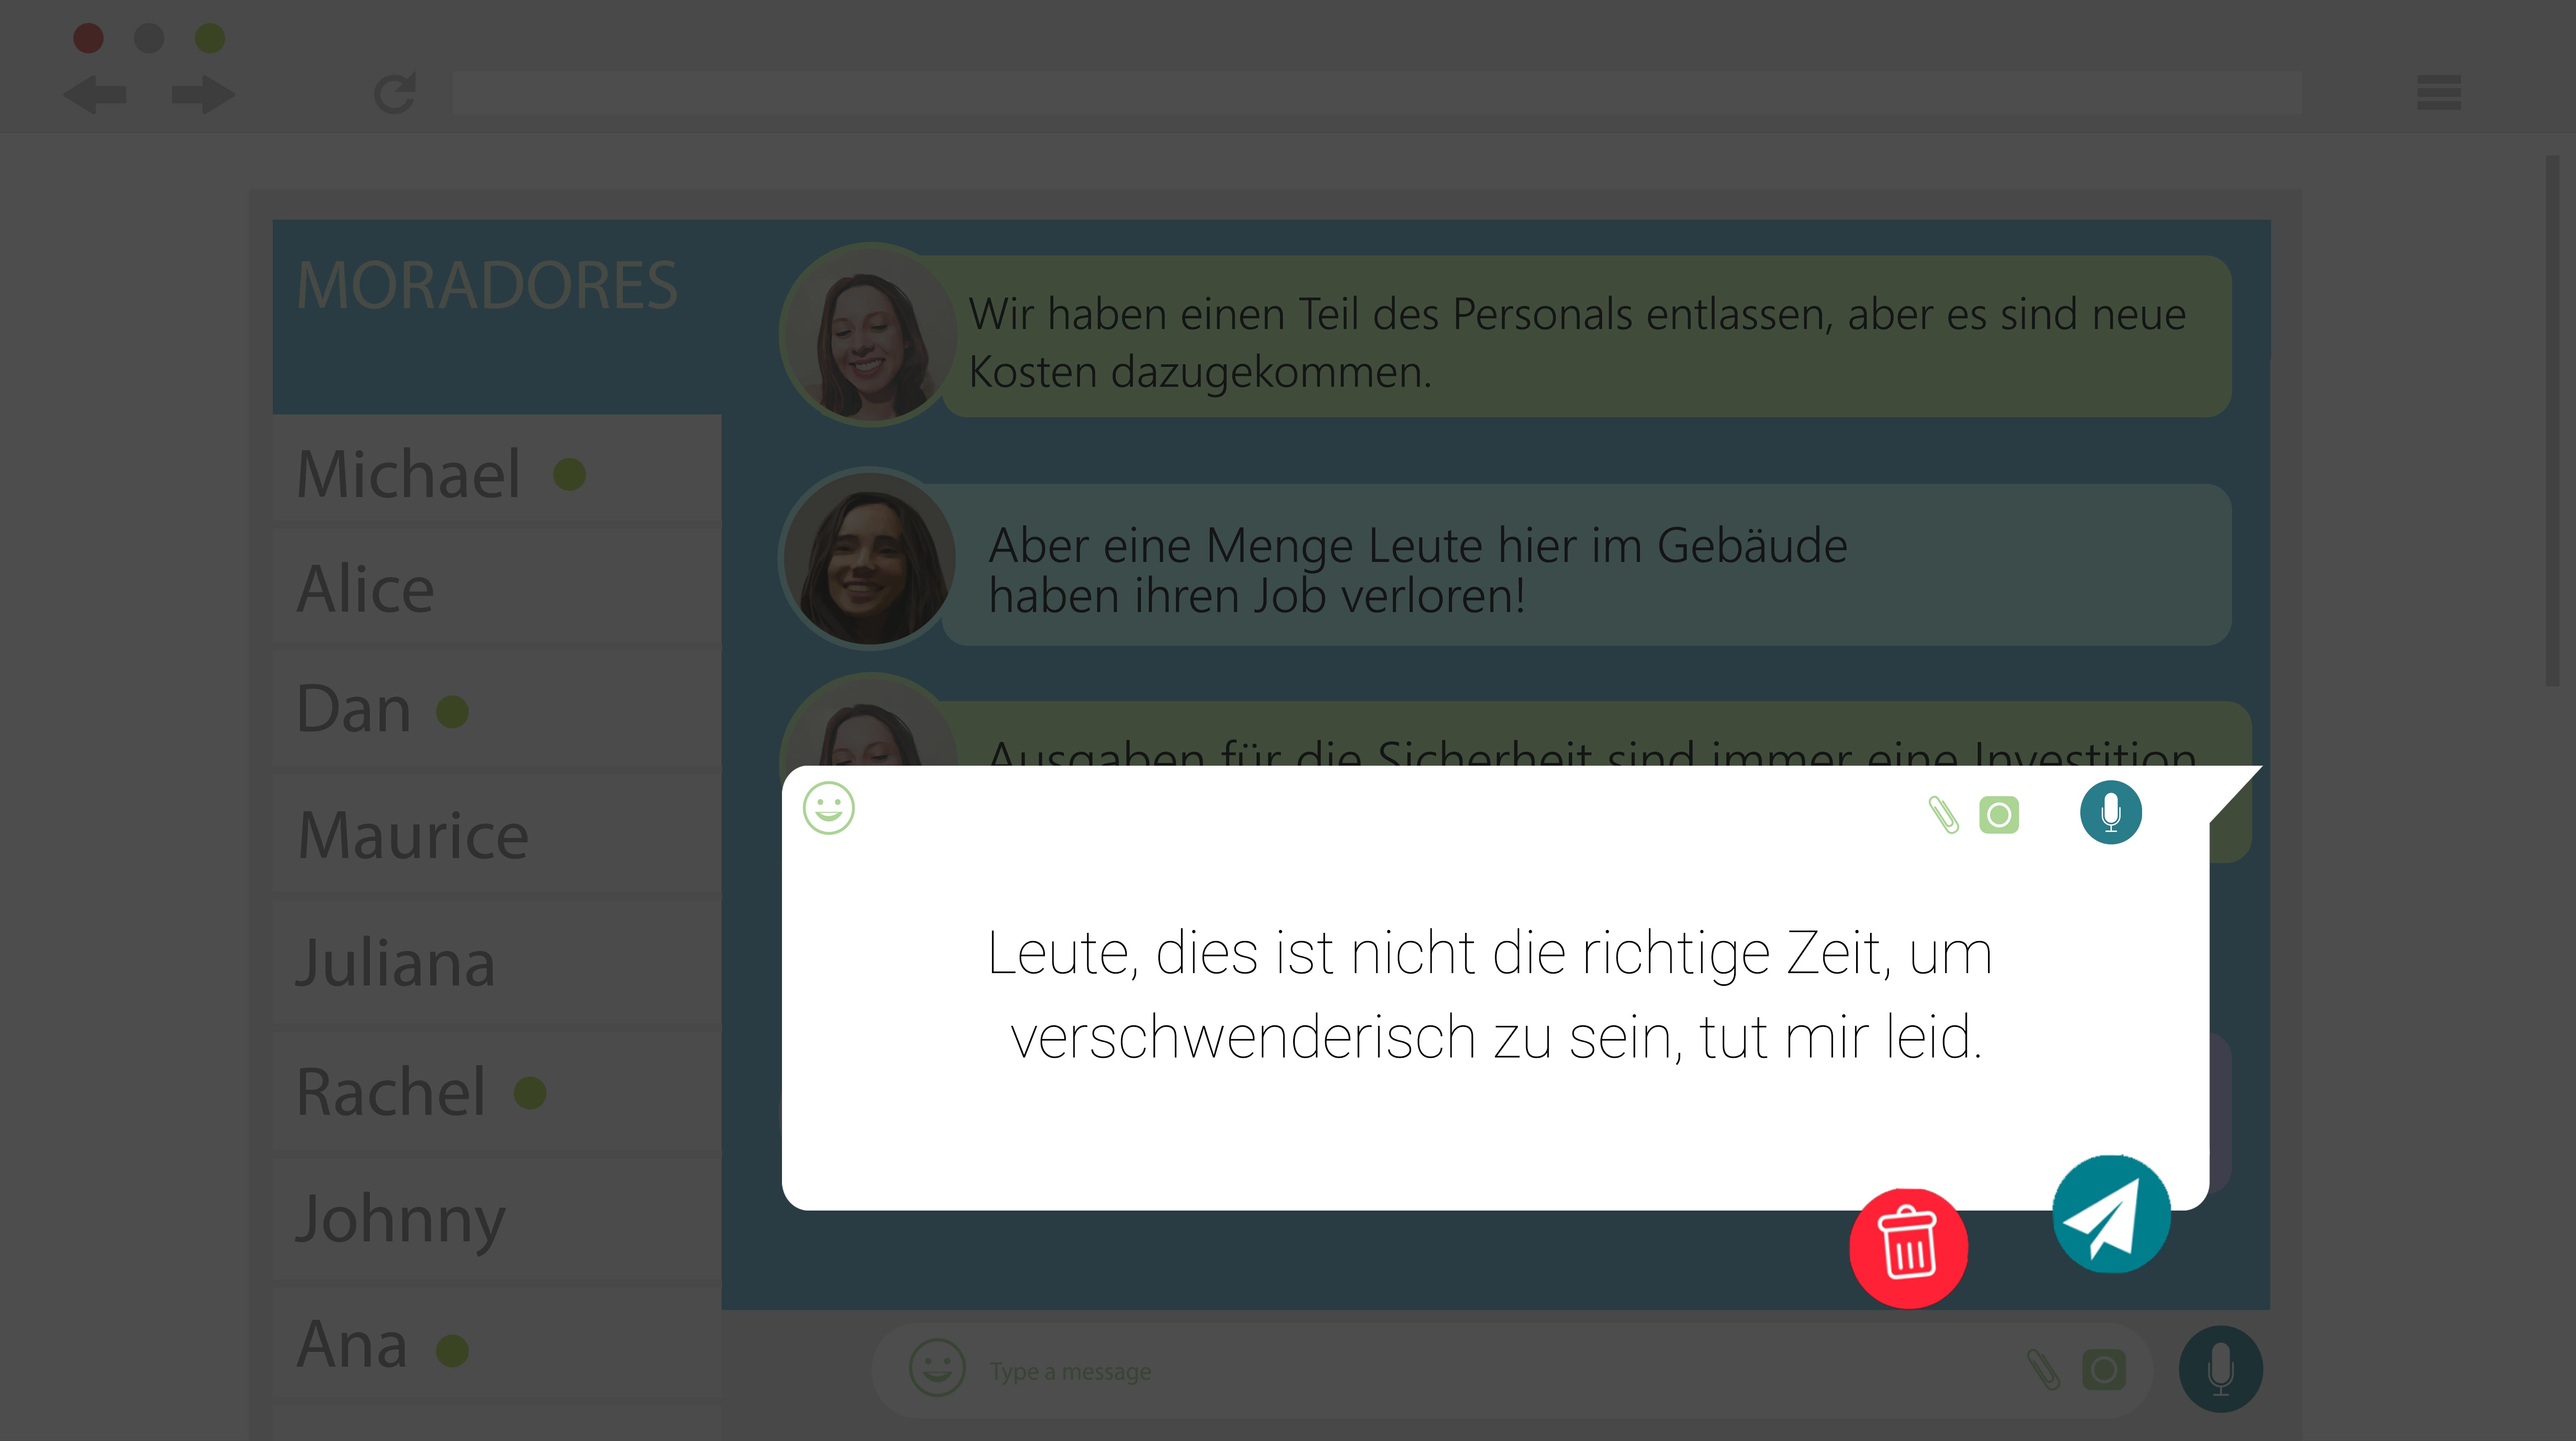 MORADORES
Michael
Alice
Dan
Maurice
Juliana
Rachel
Johnny
Ana
Wir haben einen Teil des Personals entlassen, aber es sind neue
Kosten dazugekommen.
Aber eine Menge Leute hier im Gebäude
haben ihren Job verloren!
Ausgaben für die Sicherheit sind immer eine Investition
Leute, dies ist nicht die richtige Zeit, um
verschwenderisch zu sein, tut mir leid.
Type a message